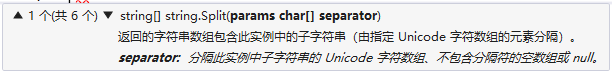 ▲ 1 个(共 6 个) ▼ string[] string.Split(params char[] separator)
返回的字符串数组包含此实例中的子字符串（由指定 Unicode 字符数组的元素分隔）。
separator: 分隔此实例中子字符串的 Unicode 字符数组、不包含分隔符的空数组或 null。